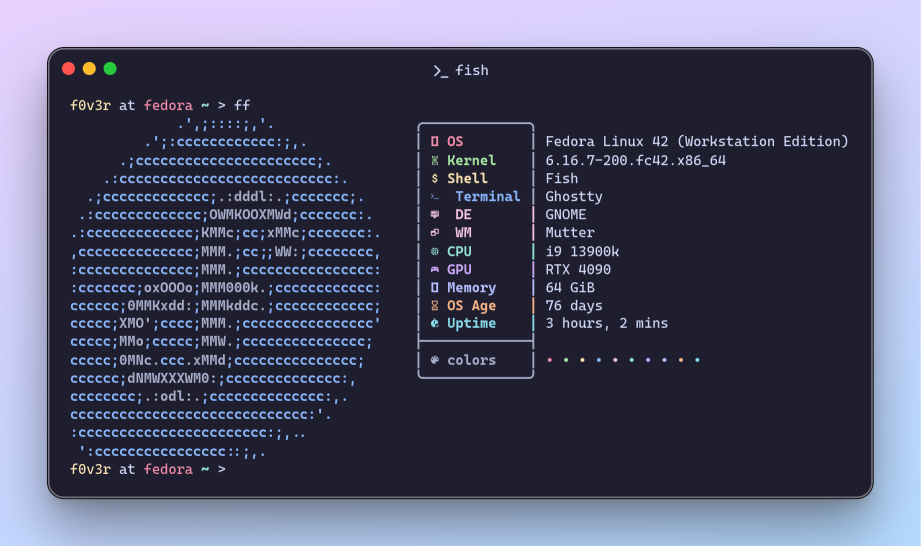 fish
f0v3r at fedora ~ > ff
.',;::::;,'.
.';:cccccccccccc:;,.
.;cccccccccccccccccccccc;.
.:cccccccccccccccccccccccccc:.
.;ccccccccccccc;.:dddl:.;ccccccc;.
.:ccccccccccccc;OWMKOOXMWd;ccccccc:.
.:ccccccccccccc;KMMc;cc;xMMc;ccccccc:.
,cccccccccccccc;MMM.;cc;;WW:;cccccccc,
:cccccccccccccc;MMM.;cccccccccccccccc:
:ccccccc;oxOOOo;MMM000k.;cccccccccccc:
cccccc;0MMKxdd:;MMMkddc.;cccccccccccc;
ccccc;XMO';cccc;MMM.;cccccccccccccccc'
ccccc;MMo;ccccc;MMW.;ccccccccccccccc;
ccccc;0MNc.ccc.xMMd;ccccccccccccccc;
cccccc;dNMWXXXWM0:;cccccccccccccc:,
cccccccc;.:odl:.;cccccccccccccc:,.
ccccccccccccccccccccccccccccc:'.
:ccccccccccccccccccccccc:;,..
':cccccccccccccccc::;,.
OS Fedora Linux 42 (Workstation Edition)
Kernel 6.16.7-200.fc42.x86_64
$ Shell Fish
Terminal Ghostty
DE GNOME
WM Mutter
CPU i9 13900k
GPU RTX 4090
Memory 64 GiB
OS Age 76 days
Uptime 3 hours, 2 mins
colors
f0v3r at fedora ~ >